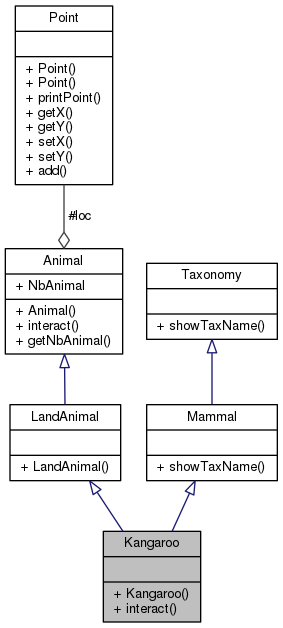 Point
+ Point()
+ Point()
+ printPoint()
+ getX()
+ getY()
+ setX()
+ setY()
+ add()
#loc
Animal
+ NbAnimal
+ Animal()
+ interact()
+ getNbAnimal()
Taxonomy
+ showTaxName()
LandAnimal
+ LandAnimal()
Mammal
+ showTaxName()
Kangaroo
+ Kangaroo()
+ interact()